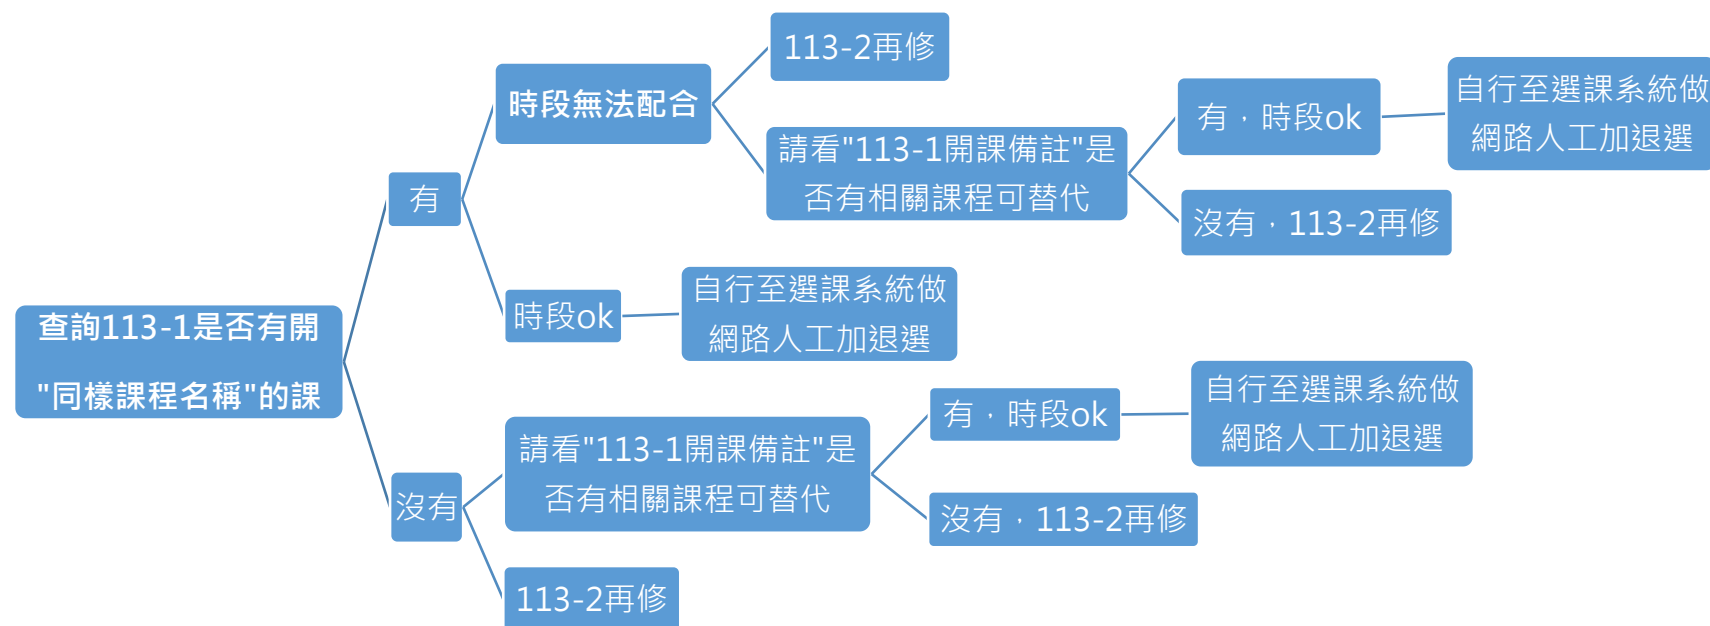 查詢113-1是否有開
"同樣課程名稱"的課
有
時段無法配合
113-2再修
請看"113-1開課備註"是
否有相關課程可替代
有，時段ok
自行至選課系統做
網路人工加退選
沒有，113-2再修
時段ok
自行至選課系統做
網路人工加退選
沒有
請看"113-1開課備註"是
否有相關課程可替代
有，時段ok
自行至選課系統做
網路人工加退選
沒有，113-2再修
113-2再修